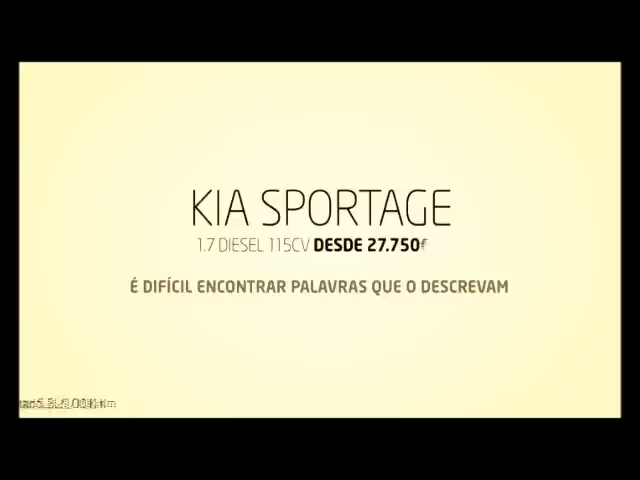 KIA SPORTAGE
1.7 DIESEL 115CV DESDE 27.750€
É DIFÍCIL ENCONTRAR PALAVRAS QUE O DESCREVAM